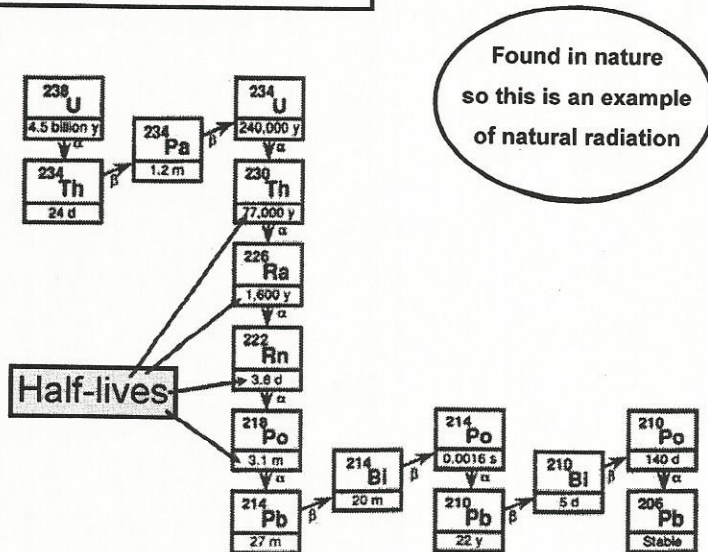 Found in nature
so this is an example
of natural radiation
238 U
4.5 billion y
α
234 Th
24 d
β
234 Pa
1.2 m
β
234 U
240,000 y
α
230 Th
77,000 y
α
226 Ra
1,600 y
α
222 Rn
3.8 d
α
218 Po
3.1 m
α
214 Pb
27 m
β
214 Bi
20 m
β
214 Po
0.0016 s
α
210 Pb
22 y
β
210 Bi
5 d
β
210 Po
140 d
α
206 Pb
Stable
Half-lives